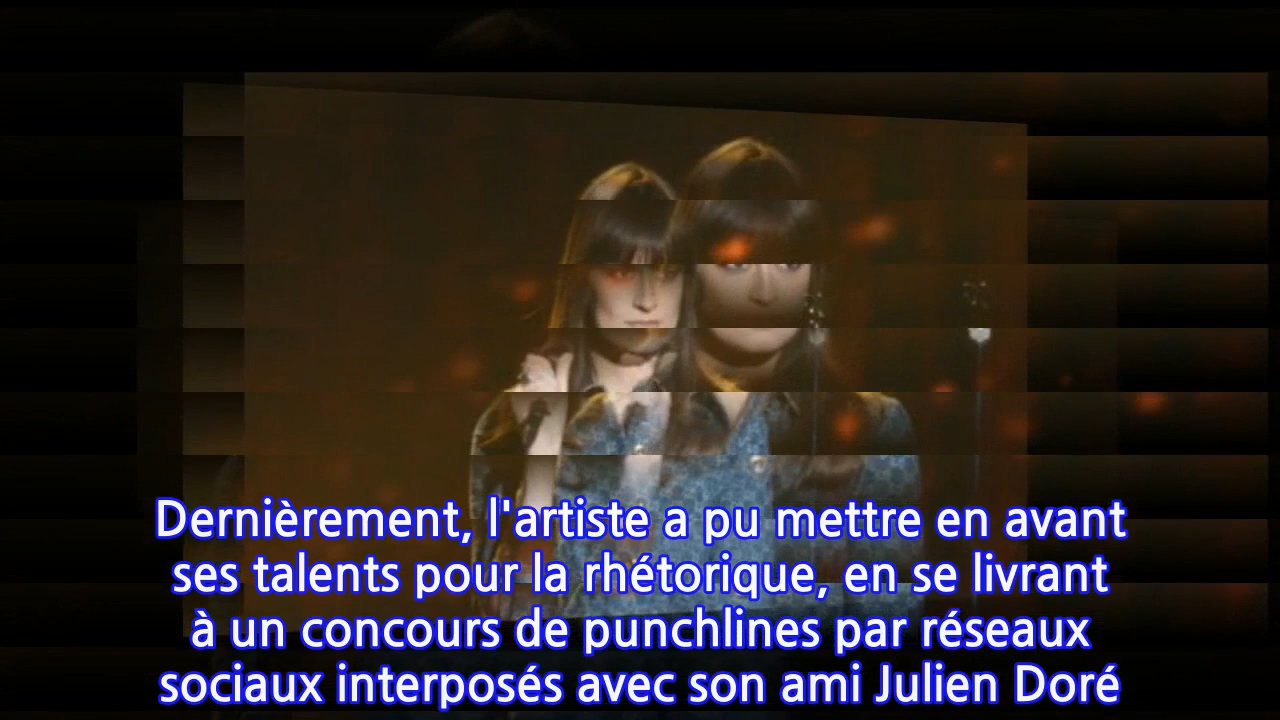 Dernièrement, l'artiste a pu mettre en avant
ses talents pour la rhétorique, en se livrant
à un concours de punchlines par réseaux
sociaux interposés avec son ami Julien Doré